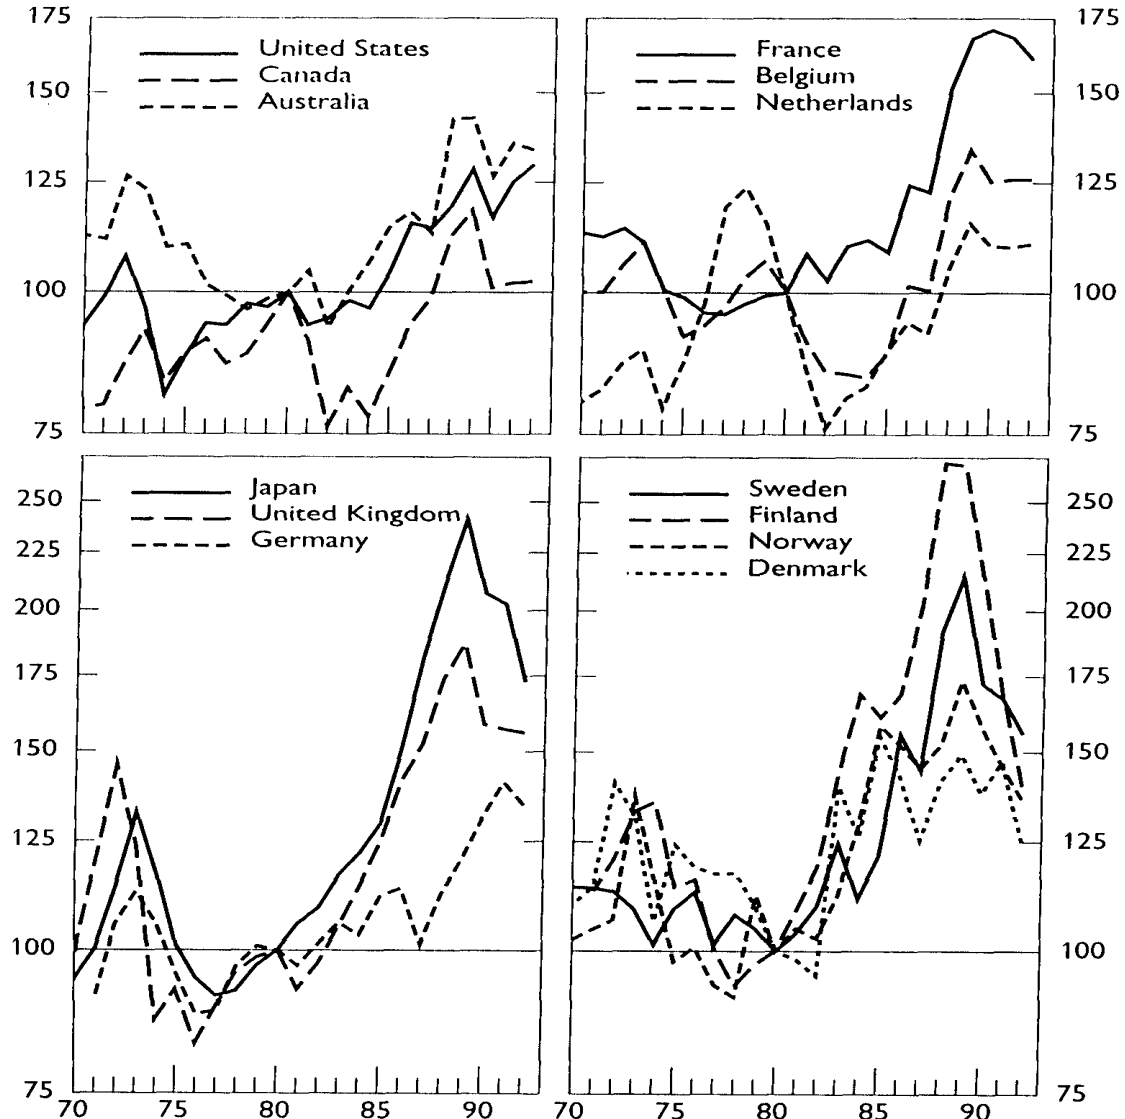 175
150
125
100
75
United States
Canada
Australia
France
Belgium
Netherlands
175
150
125
100
75
250
225
200
175
150
125
100
75
Japan
United Kingdom
Germany
Sweden
Finland
Norway
Denmark
250
225
200
175
150
125
100
75
70 75 80 85 90
70 75 80 85 90